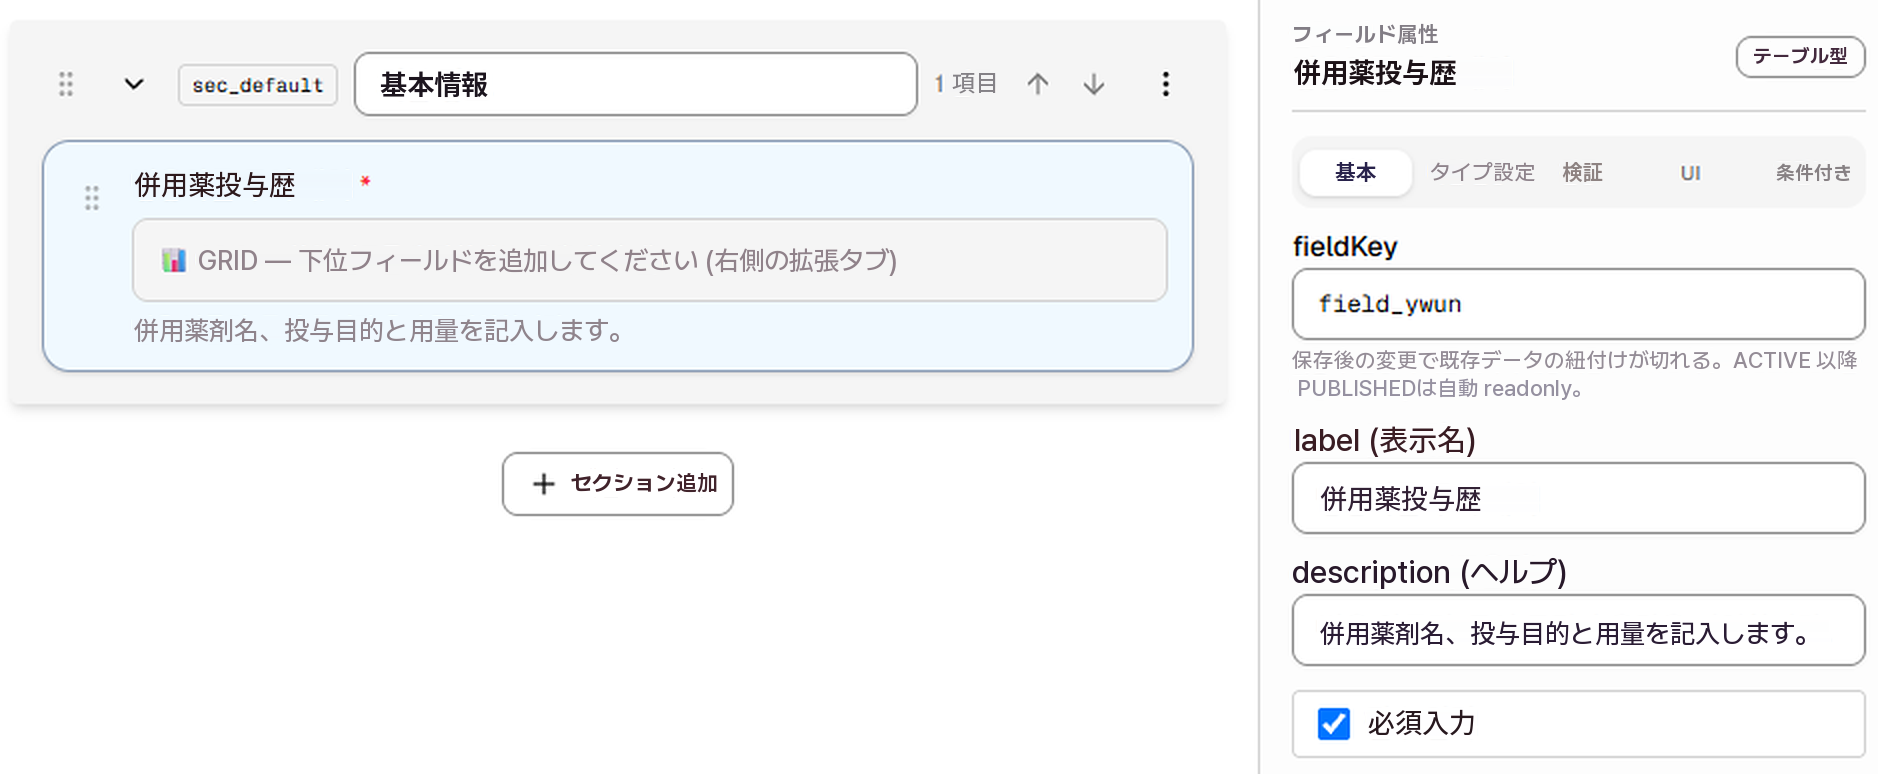 sec_default 基本情報 1 項目
併用薬投与歴 *
GRID — 下位フィールドを追加してください (右側の拡張タブ)
併用薬剤名、投与目的と用量を記入します。
セクション追加
フィールド属性
併用薬投与歴
テーブル型
基本 タイプ設定 検証 UI 条件付き
fieldKey
field_ywun
保存後の変更で既存データの紐付けが切れる。ACTIVE 以降
PUBLISHEDは自動 readonly。
label (表示名)
併用薬投与歴
description (ヘルプ)
併用薬剤名、投与目的と用量を記入します。
必須入力